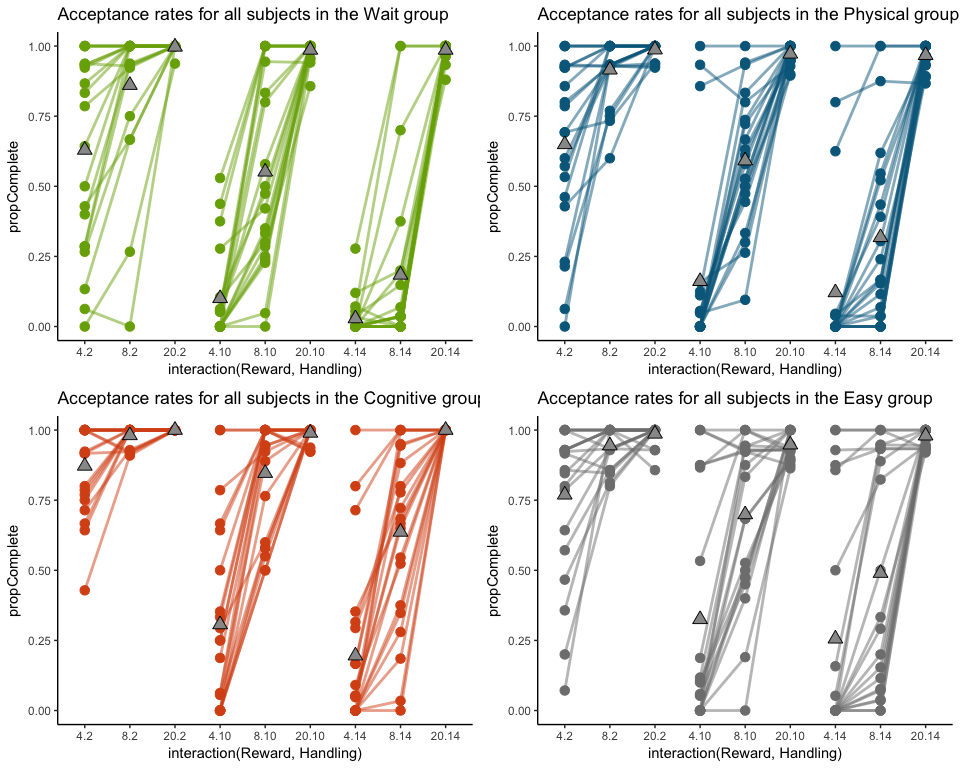 Acceptance rates for all subjects in the Wait group
1.00
0.75
0.50
0.25
0.00
propComplete
4.2 8.2 20.2 4.10 8.10 20.10 4.14 8.14 20.14
interaction(Reward, Handling)
Acceptance rates for all subjects in the Physical group
1.00
0.75
0.50
0.25
0.00
propComplete
4.2 8.2 20.2 4.10 8.10 20.10 4.14 8.14 20.14
interaction(Reward, Handling)
Acceptance rates for all subjects in the Cognitive group
1.00
0.75
0.50
0.25
0.00
propComplete
4.2 8.2 20.2 4.10 8.10 20.10 4.14 8.14 20.14
interaction(Reward, Handling)
Acceptance rates for all subjects in the Easy group
1.00
0.75
0.50
0.25
0.00
propComplete
4.2 8.2 20.2 4.10 8.10 20.10 4.14 8.14 20.14
interaction(Reward, Handling)